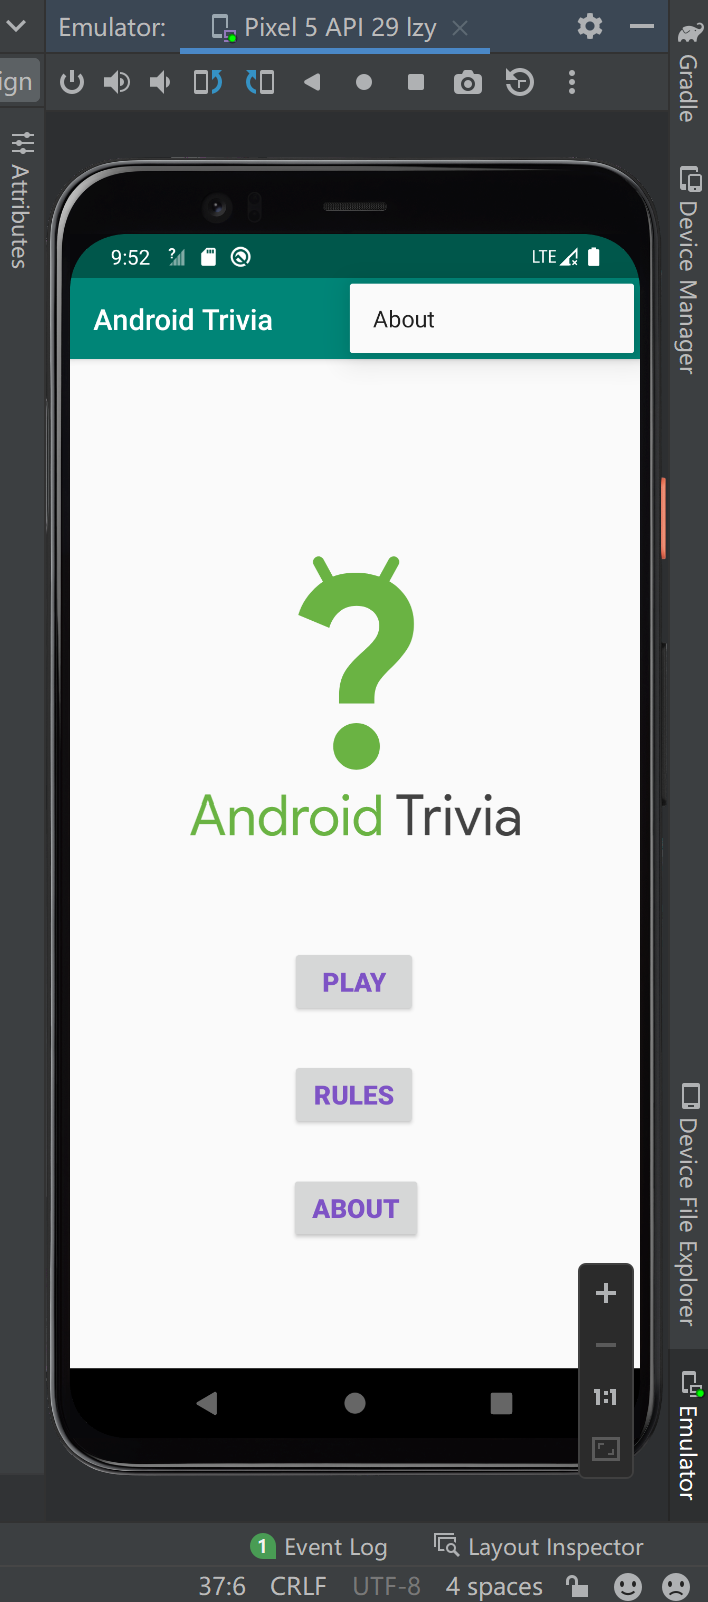 Emulator: Pixel 5 API 29 lzy
ign
Gradle
Attributes
Device Manager
9:52
LTE
Android Trivia
About
Android Trivia
PLAY
RULES
ABOUT
Device File Explorer
1:1
Emulator
1 Event Log Layout Inspector
37:6 CRLF UTF-8 4 spaces